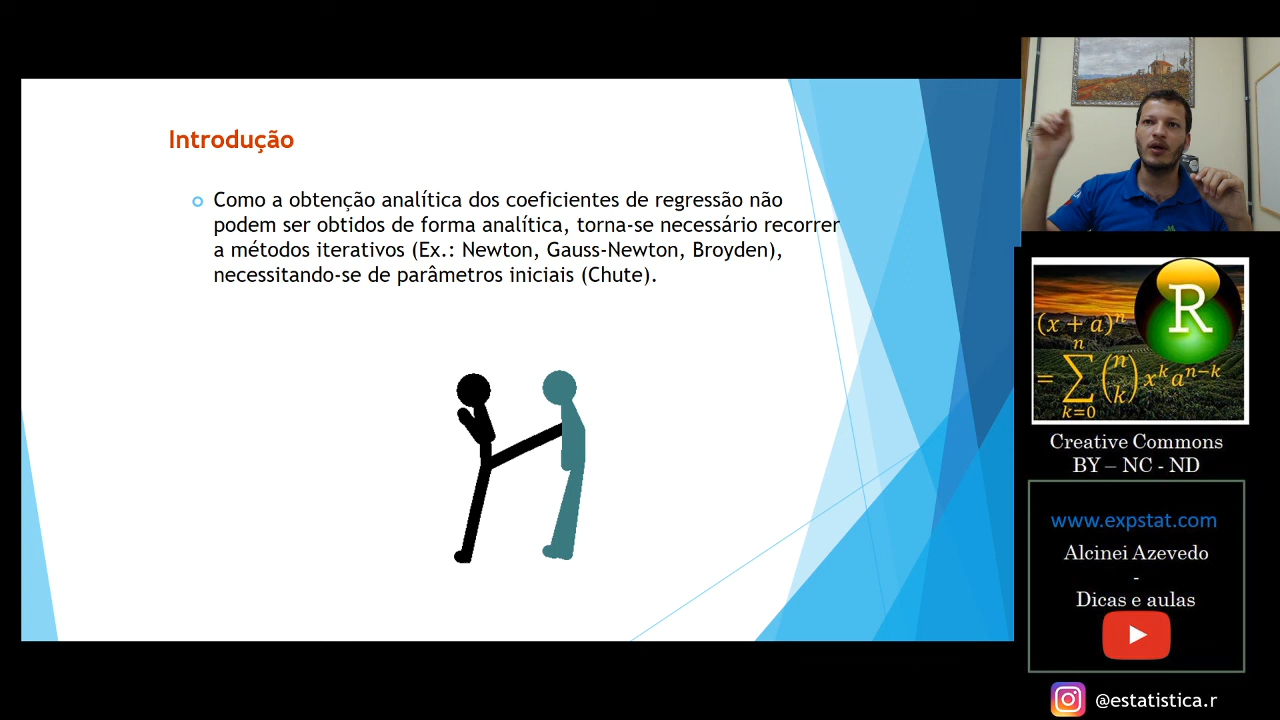 Introdução
Como a obtenção analítica dos coeficientes de regressão não
podem ser obtidos de forma analítica, torna-se necessário recorrer
a métodos iterativos (Ex.: Newton, Gauss-Newton, Broyden),
necessitando-se de parâmetros iniciais (Chute).
R
(x + a)ⁿ
n
= ∑ (n k) xᵏ aⁿ⁻ᵏ
k=0
Creative Commons
BY – NC - ND
www.expstat.com
Alcinei Azevedo
-
Dicas e aulas
@estatistica.r